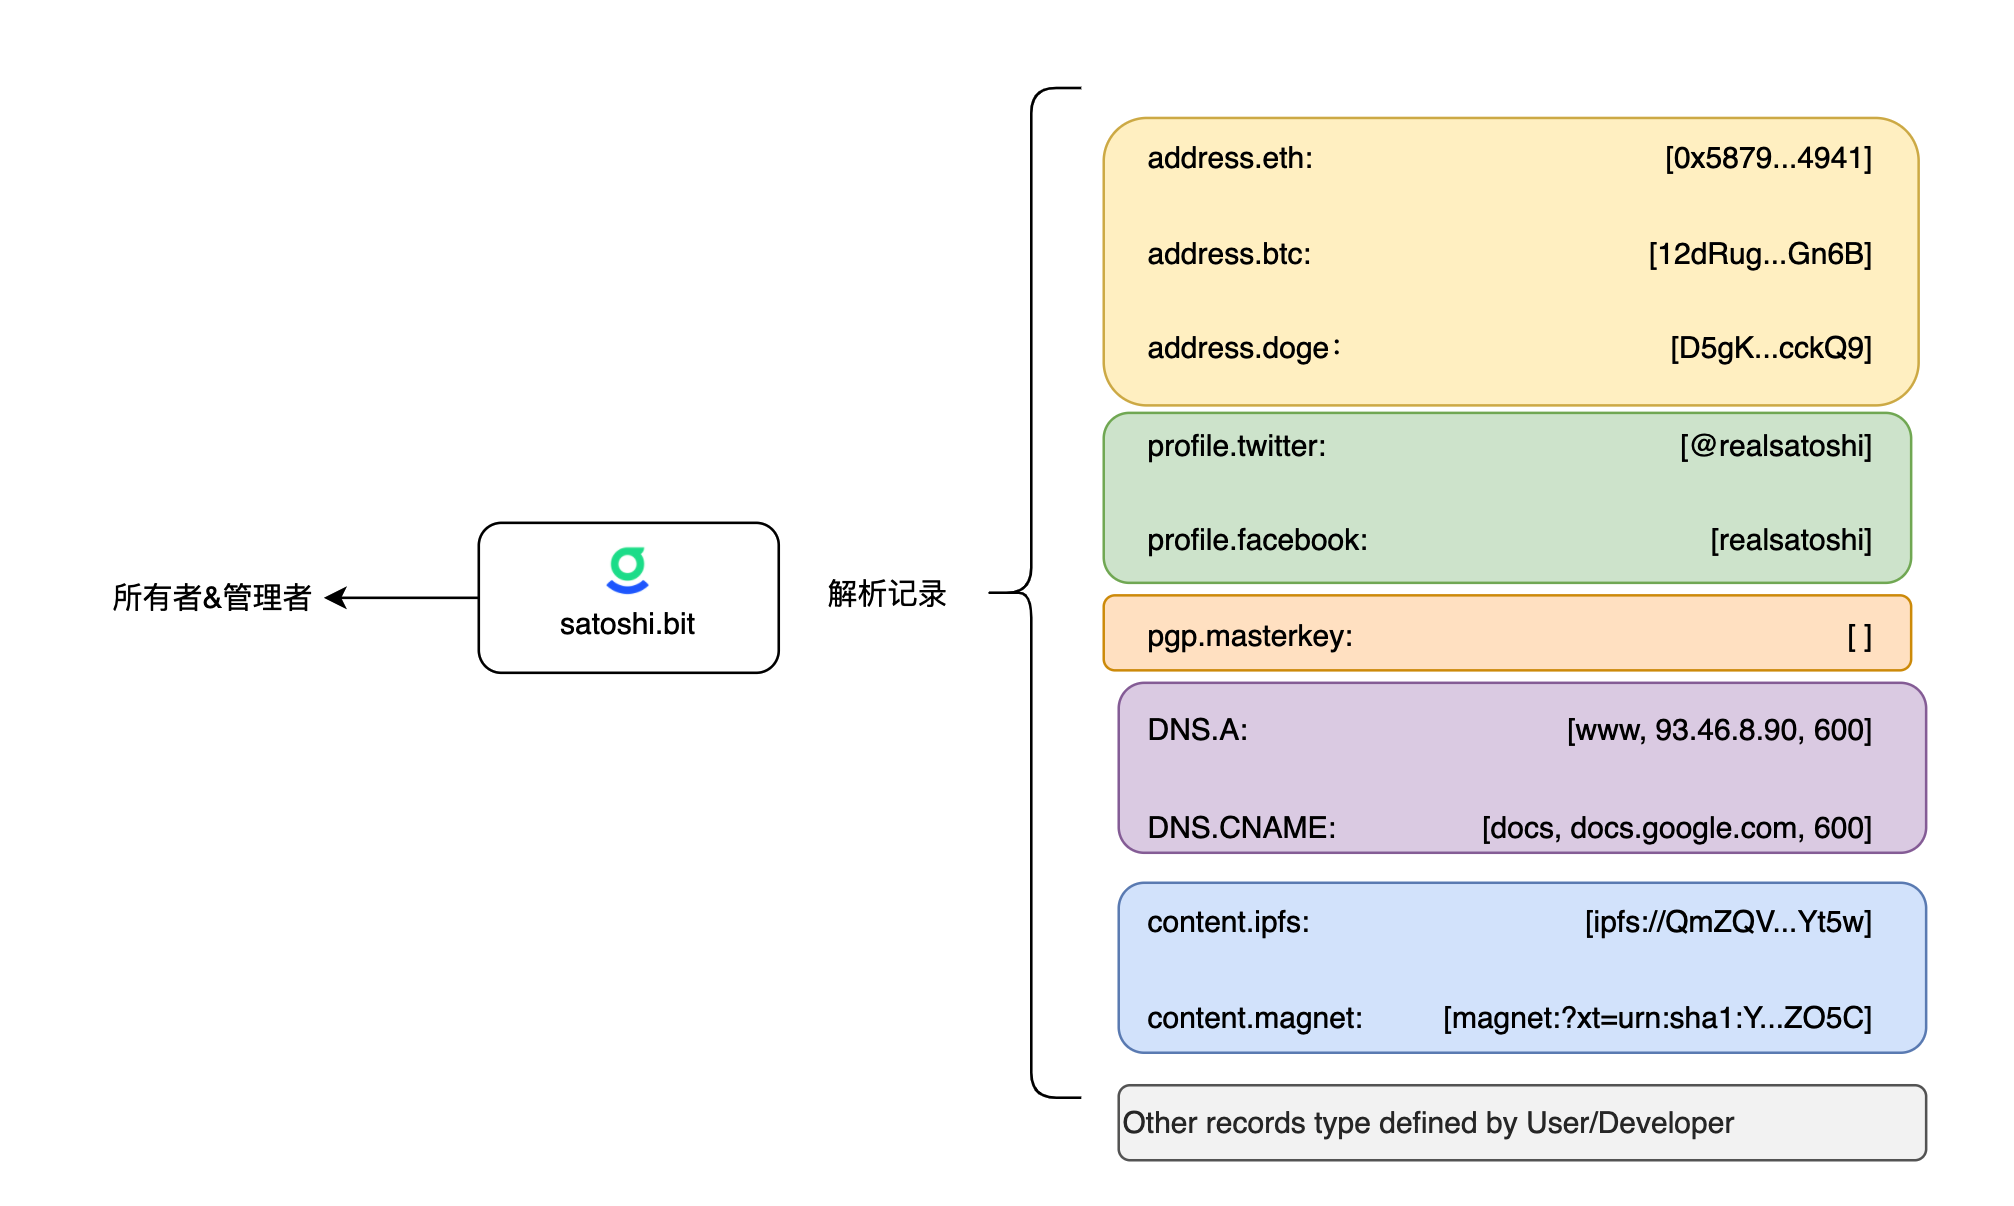 所有者&管理者
satoshi.bit
解析记录
address.eth: [0x5879...4941]
address.btc: [12dRug...Gn6B]
address.doge： [D5gK...cckQ9]
profile.twitter: [@realsatoshi]
profile.facebook: [realsatoshi]
pgp.masterkey: [ ]
DNS.A: [www, 93.46.8.90, 600]
DNS.CNAME: [docs, docs.google.com, 600]
content.ipfs: [ipfs://QmZQV...Yt5w]
content.magnet: [magnet:?xt=urn:sha1:Y...ZO5C]
Other records type defined by User/Developer